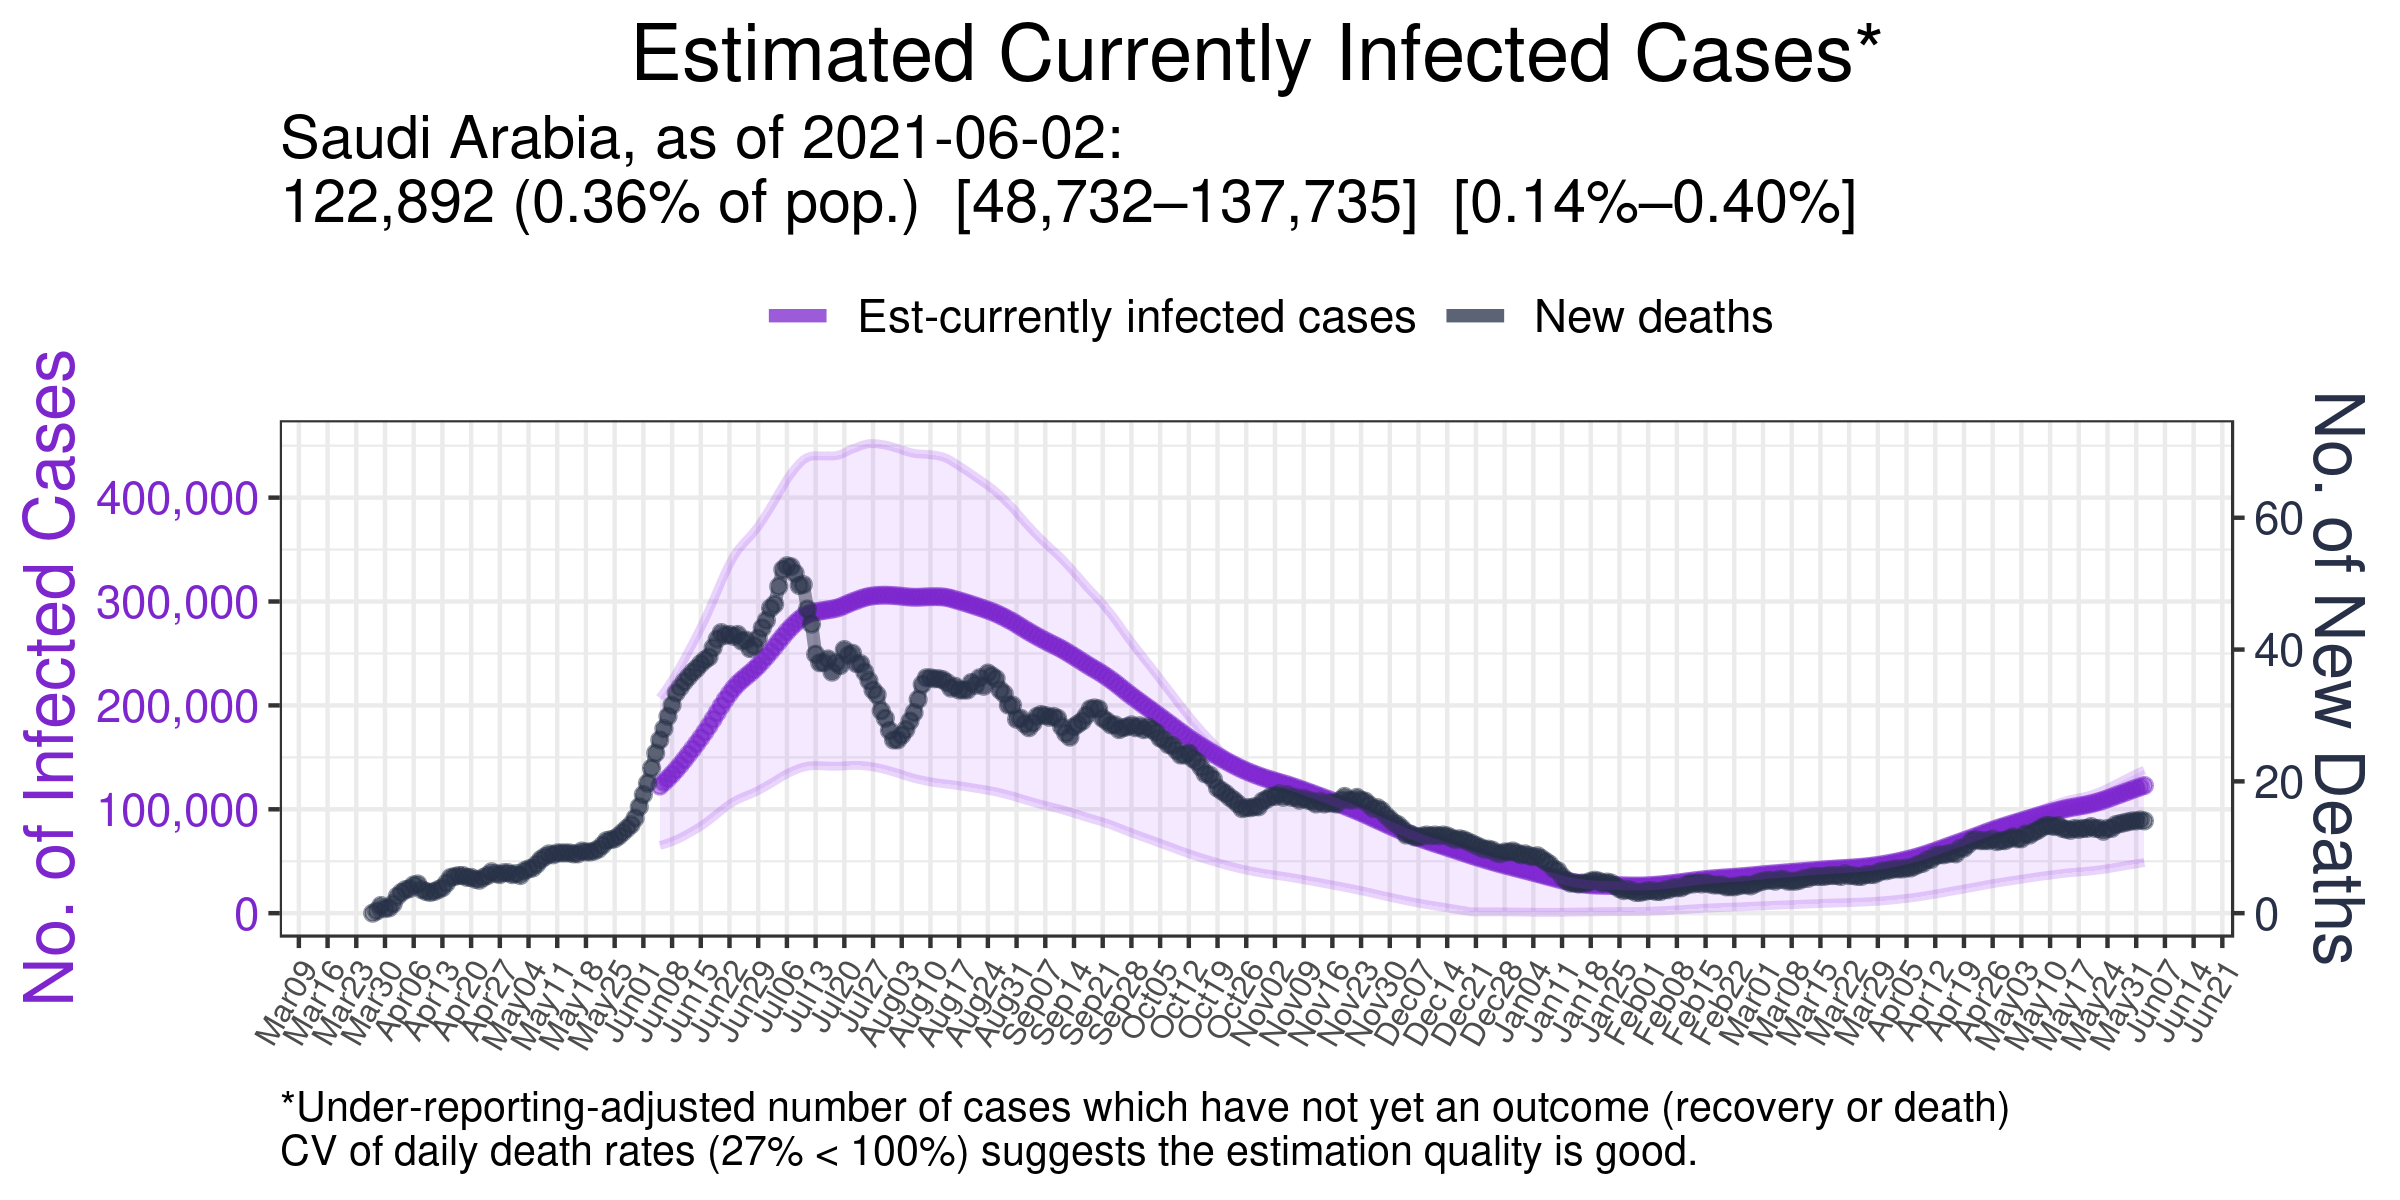 Estimated Currently Infected Cases*
Saudi Arabia, as of 2021-06-02:
122,892 (0.36% of pop.)  [48,732–137,735]  [0.14%–0.40%]
Est-currently infected cases
New deaths
No. of Infected Cases
400,000
300,000
200,000
100,000
0
No. of New Deaths
60
40
20
0
Mar09
Mar16
Mar23
Mar30
Apr06
Apr13
Apr20
Apr27
May04
May11
May18
May25
Jun01
Jun08
Jun15
Jun22
Jun29
Jul06
Jul13
Jul20
Jul27
Aug03
Aug10
Aug17
Aug24
Aug31
Sep07
Sep14
Sep21
Sep28
Oct05
Oct12
Oct19
Oct26
Nov02
Nov09
Nov16
Nov23
Nov30
Dec07
Dec14
Dec21
Dec28
Jan04
Jan11
Jan18
Jan25
Feb01
Feb08
Feb15
Feb22
Mar01
Mar08
Mar15
Mar22
Mar29
Apr05
Apr12
Apr19
Apr26
May03
May10
May17
May24
May31
Jun07
Jun14
Jun21
*Under-reporting-adjusted number of cases which have not yet an outcome (recovery or death)
CV of daily death rates (27% < 100%) suggests the estimation quality is good.